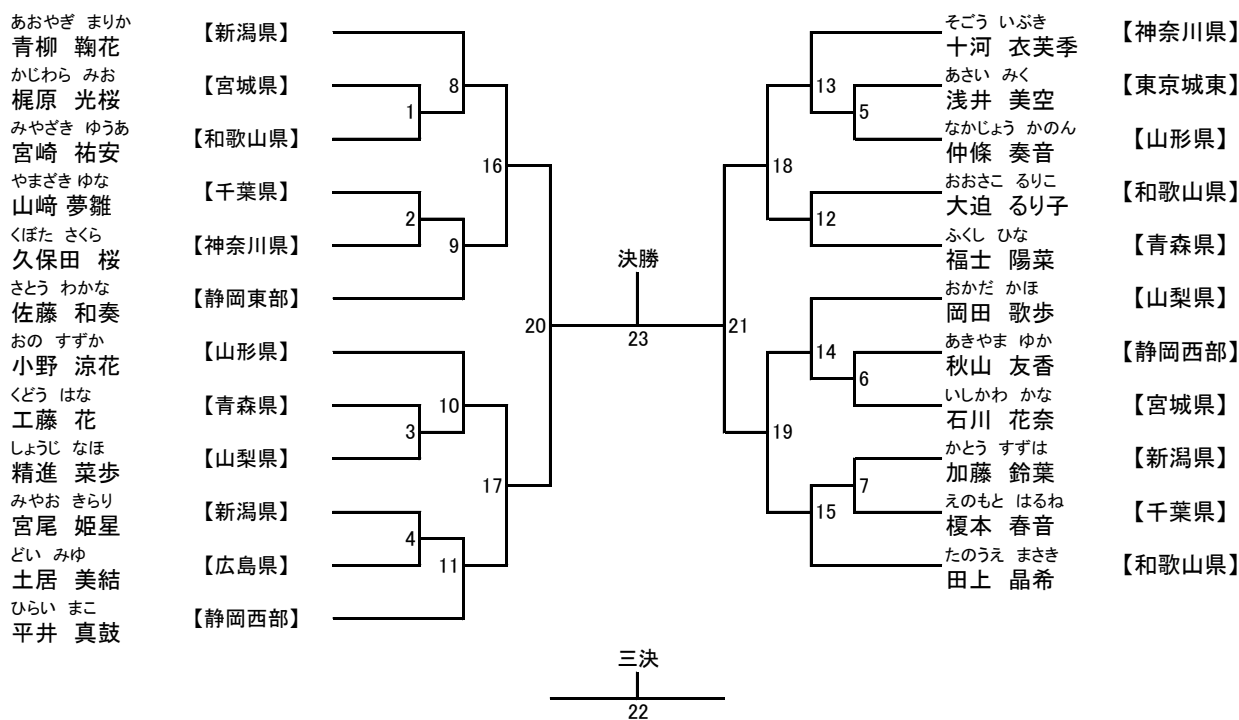 あおやぎ まりか
青柳 鞠花 【新潟県】
かじわら みお
梶原 光桜 【宮城県】
みやざき ゆうあ
宮崎 祐安 【和歌山県】
やまざき ゆな
山﨑 夢雛 【千葉県】
くぼた さくら
久保田 桜 【神奈川県】
さとう わかな
佐藤 和奏 【静岡東部】
おの すずか
小野 涼花 【山形県】
くどう はな
工藤 花 【青森県】
しょうじ なほ
精進 菜歩 【山梨県】
みやお きらり
宮尾 姫星 【新潟県】
どい みゆ
土居 美結 【広島県】
ひらい まこ
平井 真鼓 【静岡西部】
1
2
3
4
8
9
10
11
16
17
20
決勝
23
三決
22
21
18
19
13
12
14
15
5
6
7
そごう いぶき
十河 衣芙季 【神奈川県】
あさい みく
浅井 美空 【東京城東】
なかじょう かのん
仲條 奏音 【山形県】
おおさこ るりこ
大迫 るり子 【和歌山県】
ふくし ひな
福士 陽菜 【青森県】
おかだ かほ
岡田 歌歩 【山梨県】
あきやま ゆか
秋山 友香 【静岡西部】
いしかわ かな
石川 花奈 【宮城県】
かとう すずは
加藤 鈴葉 【新潟県】
えのもと はるね
榎本 春音 【千葉県】
たのうえ まさき
田上 晶希 【和歌山県】